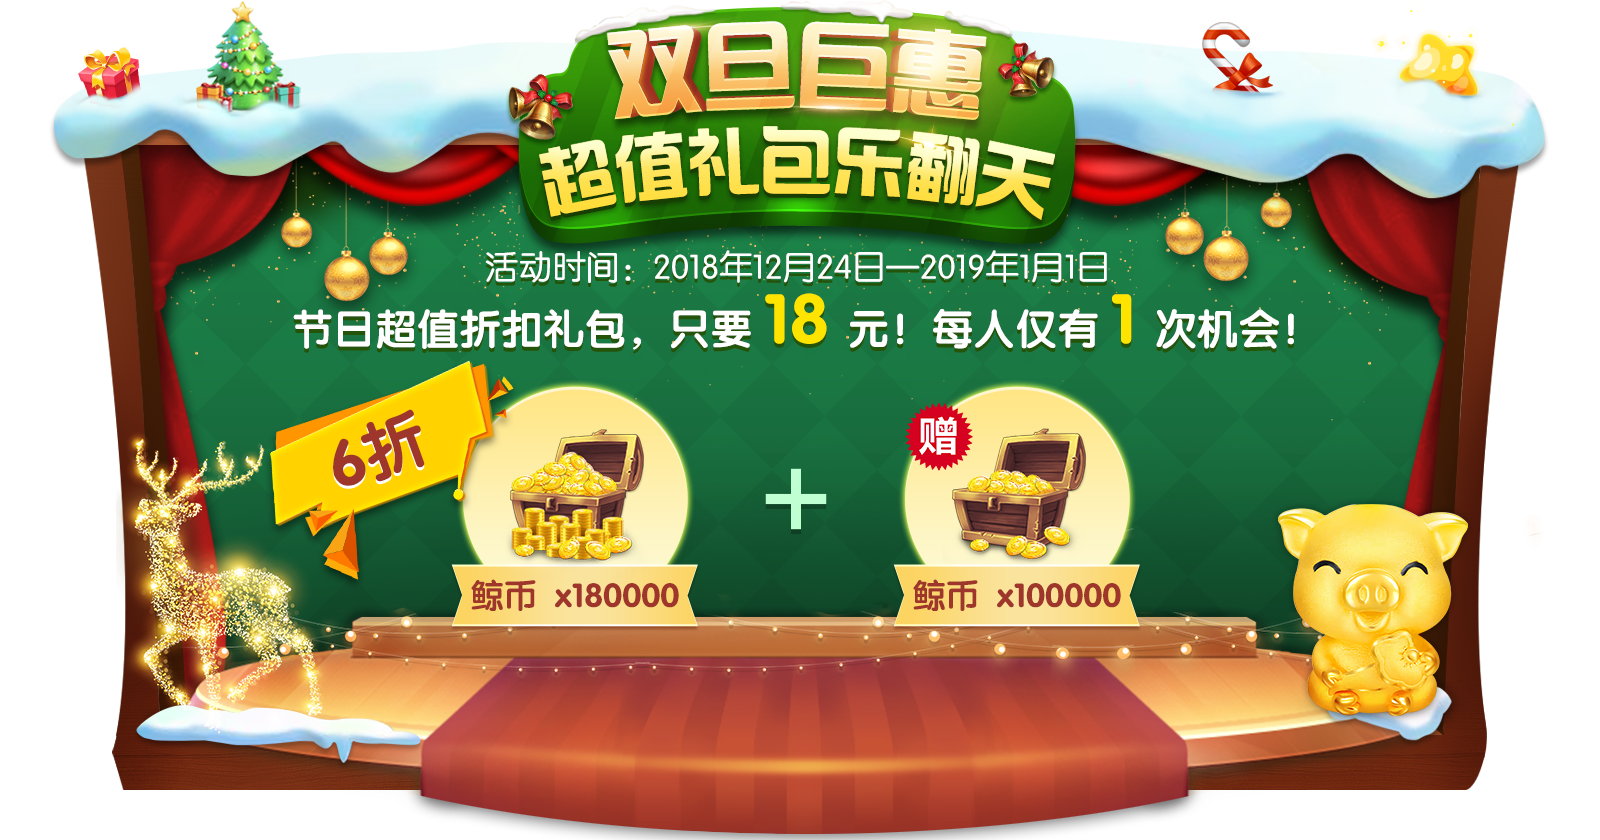 双旦巨惠
超值礼包乐翻天
活动时间：2018年12月24日—2019年1月1日
节日超值折扣礼包，只要 18 元！每人仅有 1 次机会！
6折
赠
+
鲸币 x180000
鲸币 x100000